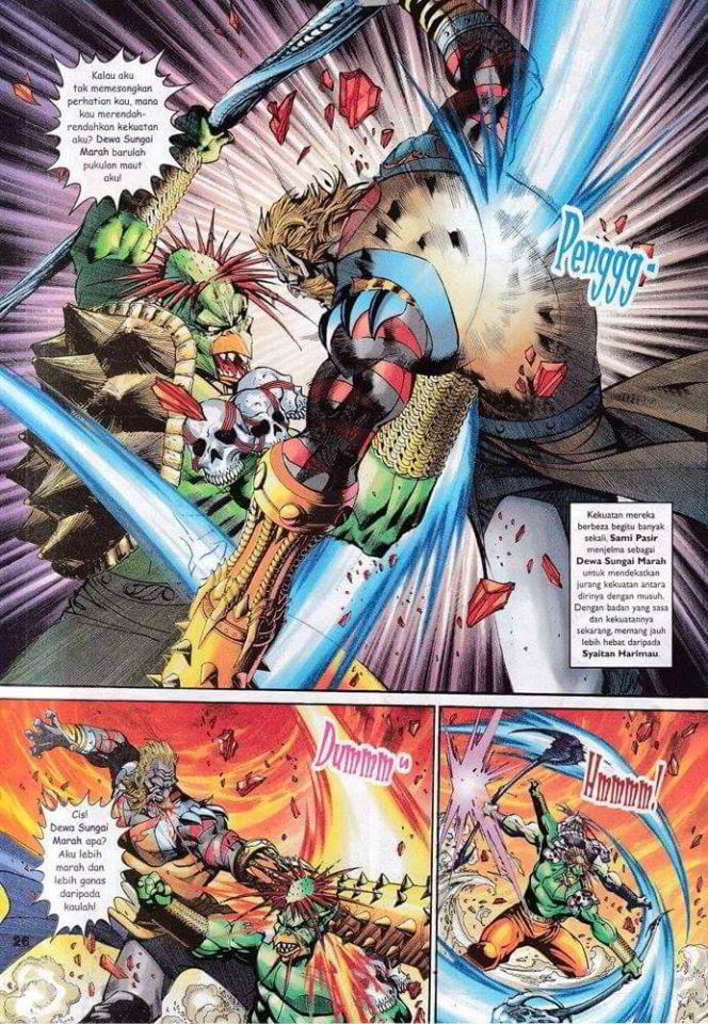 Kalau aku
tak memesongkan
perhatian kau, mana
kau merendah-
rendahkan kekuatan
aku? Dewa Sungai
Marah barulah
pukulan maut
aku!
Penggg-
Kekuatan mereka
berbeza begitu banyak
sekali. Sami Pasir
menjelma sebagai
Dewa Sungai Marah
untuk mendekatkan
jurang kekuatan antara
dirinya dengan musuh.
Dengan badan yang sasa
dan kekuatannya
sekarang, memang jauh
lebih hebat daripada
Syaitan Harimau.
Dummm
Cis!
Dewa Sungai
Marah apa?
Aku lebih
marah dan
lebih ganas
daripada
kaulah!
Hmmmm!
26